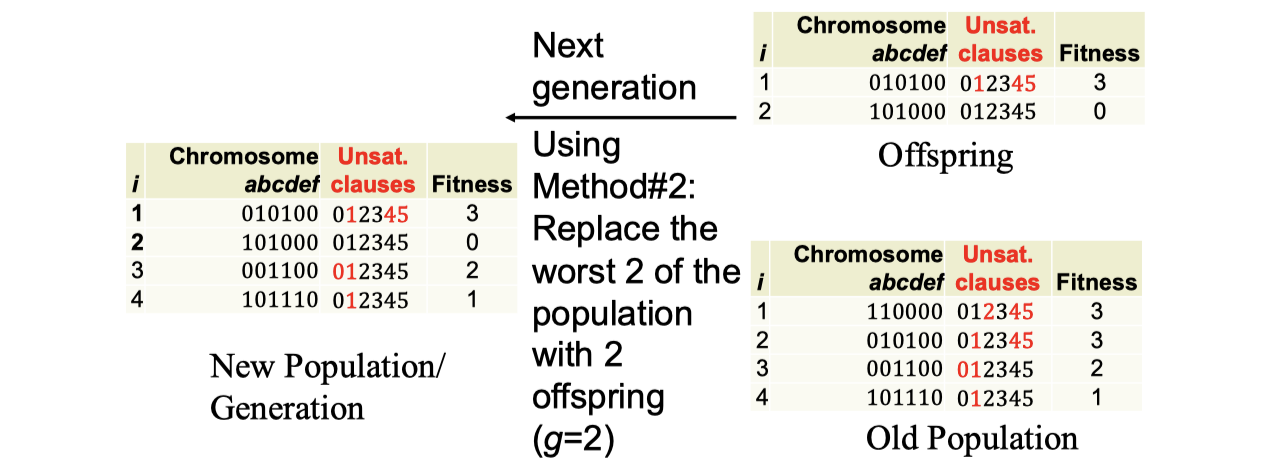 Next
generation
Using
Method#2:
Replace the
worst 2 of the
population
with 2
offspring
(g=2)
Chromosome Unsat.
i abcdef clauses Fitness
1 010100 012345 3
2 101000 012345 0
Offspring
Chromosome Unsat.
i abcdef clauses Fitness
1 010100 012345 3
2 101000 012345 0
3 001100 012345 2
4 101110 012345 1
New Population/
Generation
Chromosome Unsat.
i abcdef clauses Fitness
1 110000 012345 3
2 010100 012345 3
3 001100 012345 2
4 101110 012345 1
Old Population